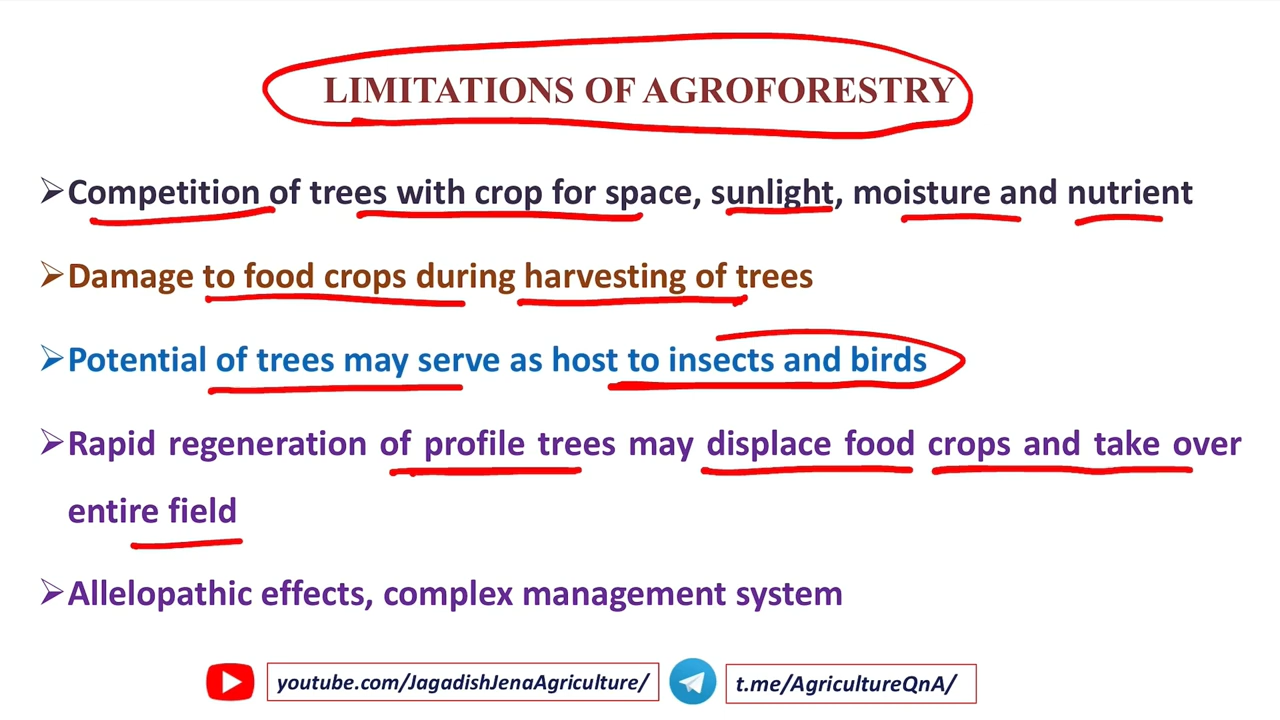 LIMITATIONS OF AGROFORESTRY
➢Competition of trees with crop for space, sunlight, moisture and nutrient
➢Damage to food crops during harvesting of trees
➢Potential of trees may serve as host to insects and birds
➢Rapid regeneration of profile trees may displace food crops and take over
entire field
➢Allelopathic effects, complex management system
youtube.com/JagadishJenaAgriculture/ t.me/AgricultureQnA/